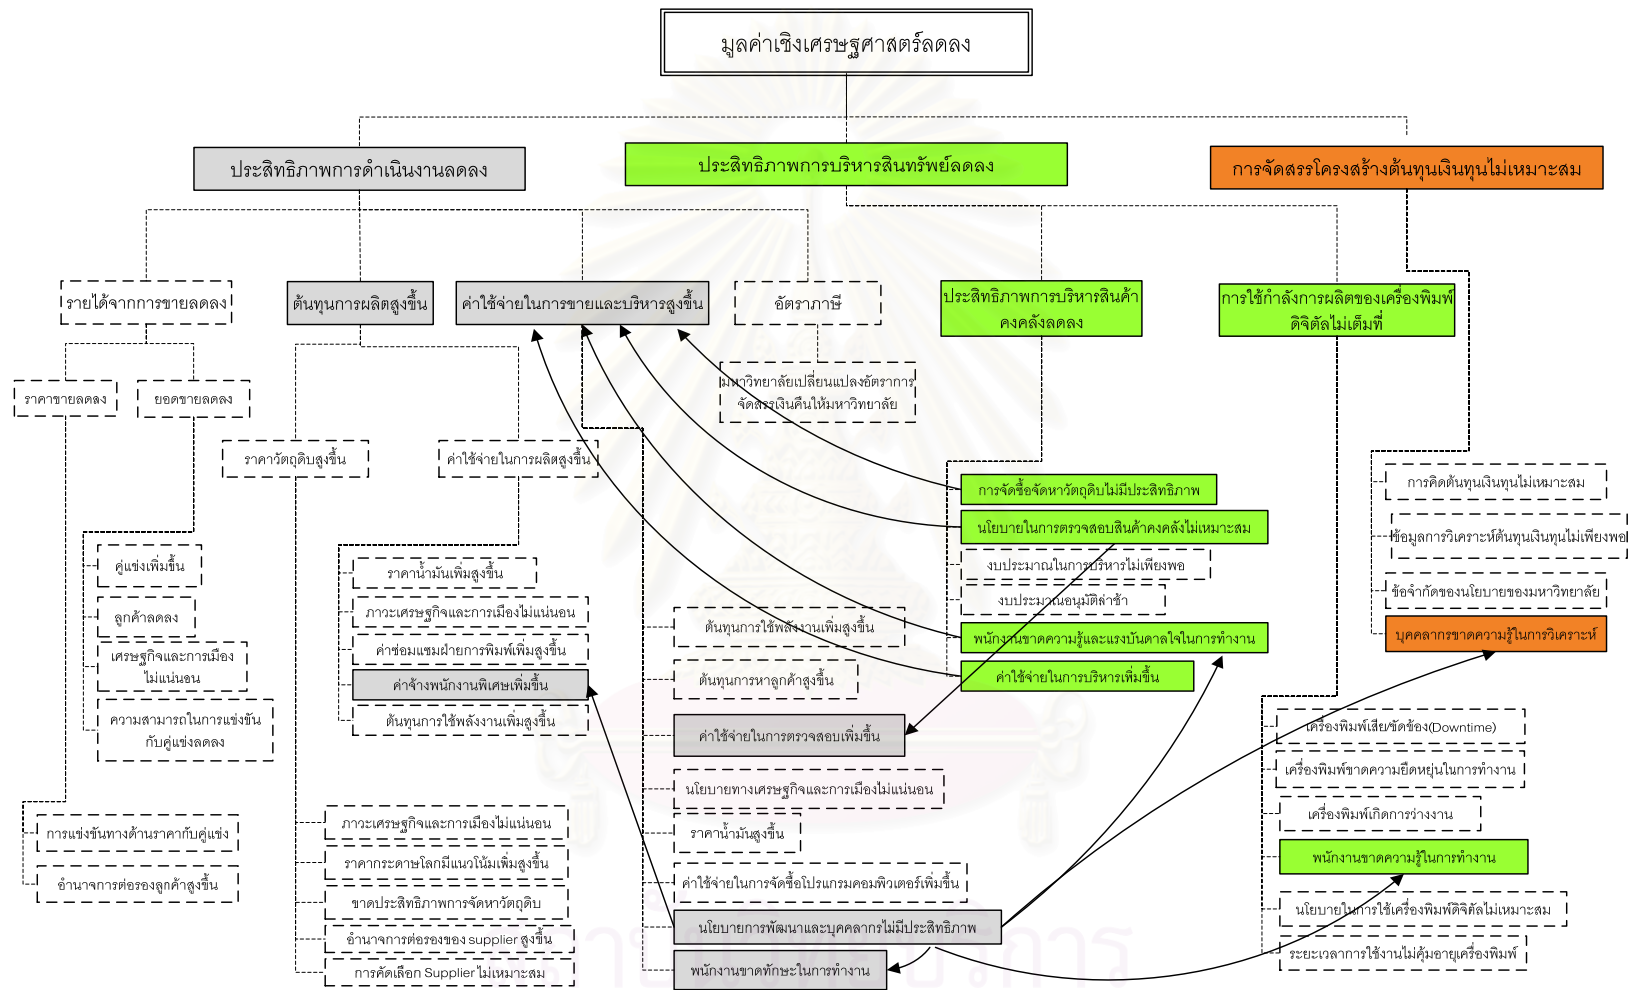 มูลค่าเชิงเศรษฐศาสตร์ลดลง
ประสิทธิภาพการดำเนินงานลดลง
ประสิทธิภาพการบริหารสินทรัพย์ลดลง
การจัดสรรโครงสร้างต้นทุนเงินทุนไม่เหมาะสม
รายได้จากการขายลดลง
ต้นทุนการผลิตสูงขึ้น
ค่าใช้จ่ายในการขายและบริหารสูงขึ้น
อัตราภาษี
ประสิทธิภาพการบริหารสินค้า
คงคลังลดลง
การใช้กำลังการผลิตของเครื่องพิมพ์
ดิจิตัลไม่เต็มที่
ราคาขายลดลง
ยอดขายลดลง
มหาวิทยาลัยเปลี่ยนแปลงอัตราการ
จัดสรรเงินคืนให้มหาวิทยาลัย
ราคาวัตถุดิบสูงขึ้น
ค่าใช้จ่ายในการผลิตสูงขึ้น
คู่แข่งเพิ่มขึ้น
ลูกค้าลดลง
เศรษฐกิจและการเมือง
ไม่แน่นอน
ความสามารถในการแข่งขัน
กับคู่แข่งลดลง
การแข่งขันทางด้านราคากับคู่แข่ง
อำนาจการต่อรองลูกค้าสูงขึ้น
ราคาน้ำมันเพิ่มสูงขึ้น
ภาวะเศรษฐกิจและการเมืองไม่แน่นอน
ค่าซ่อมแซมฝ่ายการพิมพ์เพิ่มสูงขึ้น
ค่าจ้างพนักงานพิเศษเพิ่มขึ้น
ต้นทุนการใช้พลังงานเพิ่มสูงขึ้น
ภาวะเศรษฐกิจและการเมืองไม่แน่นอน
ราคากระดาษโลกมีแนวโน้มเพิ่มสูงขึ้น
ขาดประสิทธิภาพการจัดหาวัตถุดิบ
อำนาจการต่อรองของ supplier สูงขึ้น
การคัดเลือก Supplier ไม่เหมาะสม
ต้นทุนการใช้พลังงานเพิ่มสูงขึ้น
ต้นทุนการหาลูกค้าสูงขึ้น
ค่าใช้จ่ายในการตรวจสอบเพิ่มขึ้น
นโยบายทางเศรษฐกิจและการเมืองไม่แน่นอน
ราคาน้ำมันสูงขึ้น
ค่าใช้จ่ายในการจัดซื้อโปรแกรมคอมพิวเตอร์เพิ่มขึ้น
นโยบายการพัฒนาและบุคคลากรไม่มีประสิทธิภาพ
พนักงานขาดทักษะในการทำงาน
การจัดซื้อจัดหาวัตถุดิบไม่มีประสิทธิภาพ
นโยบายในการตรวจสอบสินค้าคงคลังไม่เหมาะสม
งบประมาณในการบริหารไม่เพียงพอ
งบประมาณอนุมัติล่าช้า
พนักงานขาดความรู้และแรงบันดาลใจในการทำงาน
ค่าใช้จ่ายในการบริหารเพิ่มขึ้น
การคิดต้นทุนเงินทุนไม่เหมาะสม
ข้อมูลการวิเคราะห์ต้นทุนเงินทุนไม่เพียงพอ
ข้อจำกัดของนโยบายของมหาวิทยาลัย
บุคคลากรขาดความรู้ในการวิเคราะห์
เครื่องพิมพ์เสีย/ขัดข้อง(Downtime)
เครื่องพิมพ์ขาดความยืดหยุ่นในการทำงาน
เครื่องพิมพ์เกิดการว่างงาน
พนักงานขาดความรู้ในการทำงาน
นโยบายในการใช้เครื่องพิมพ์ดิจิตัลไม่เหมาะสม
ระยะเวลาการใช้งานไม่คุ้มอายุเครื่องพิมพ์